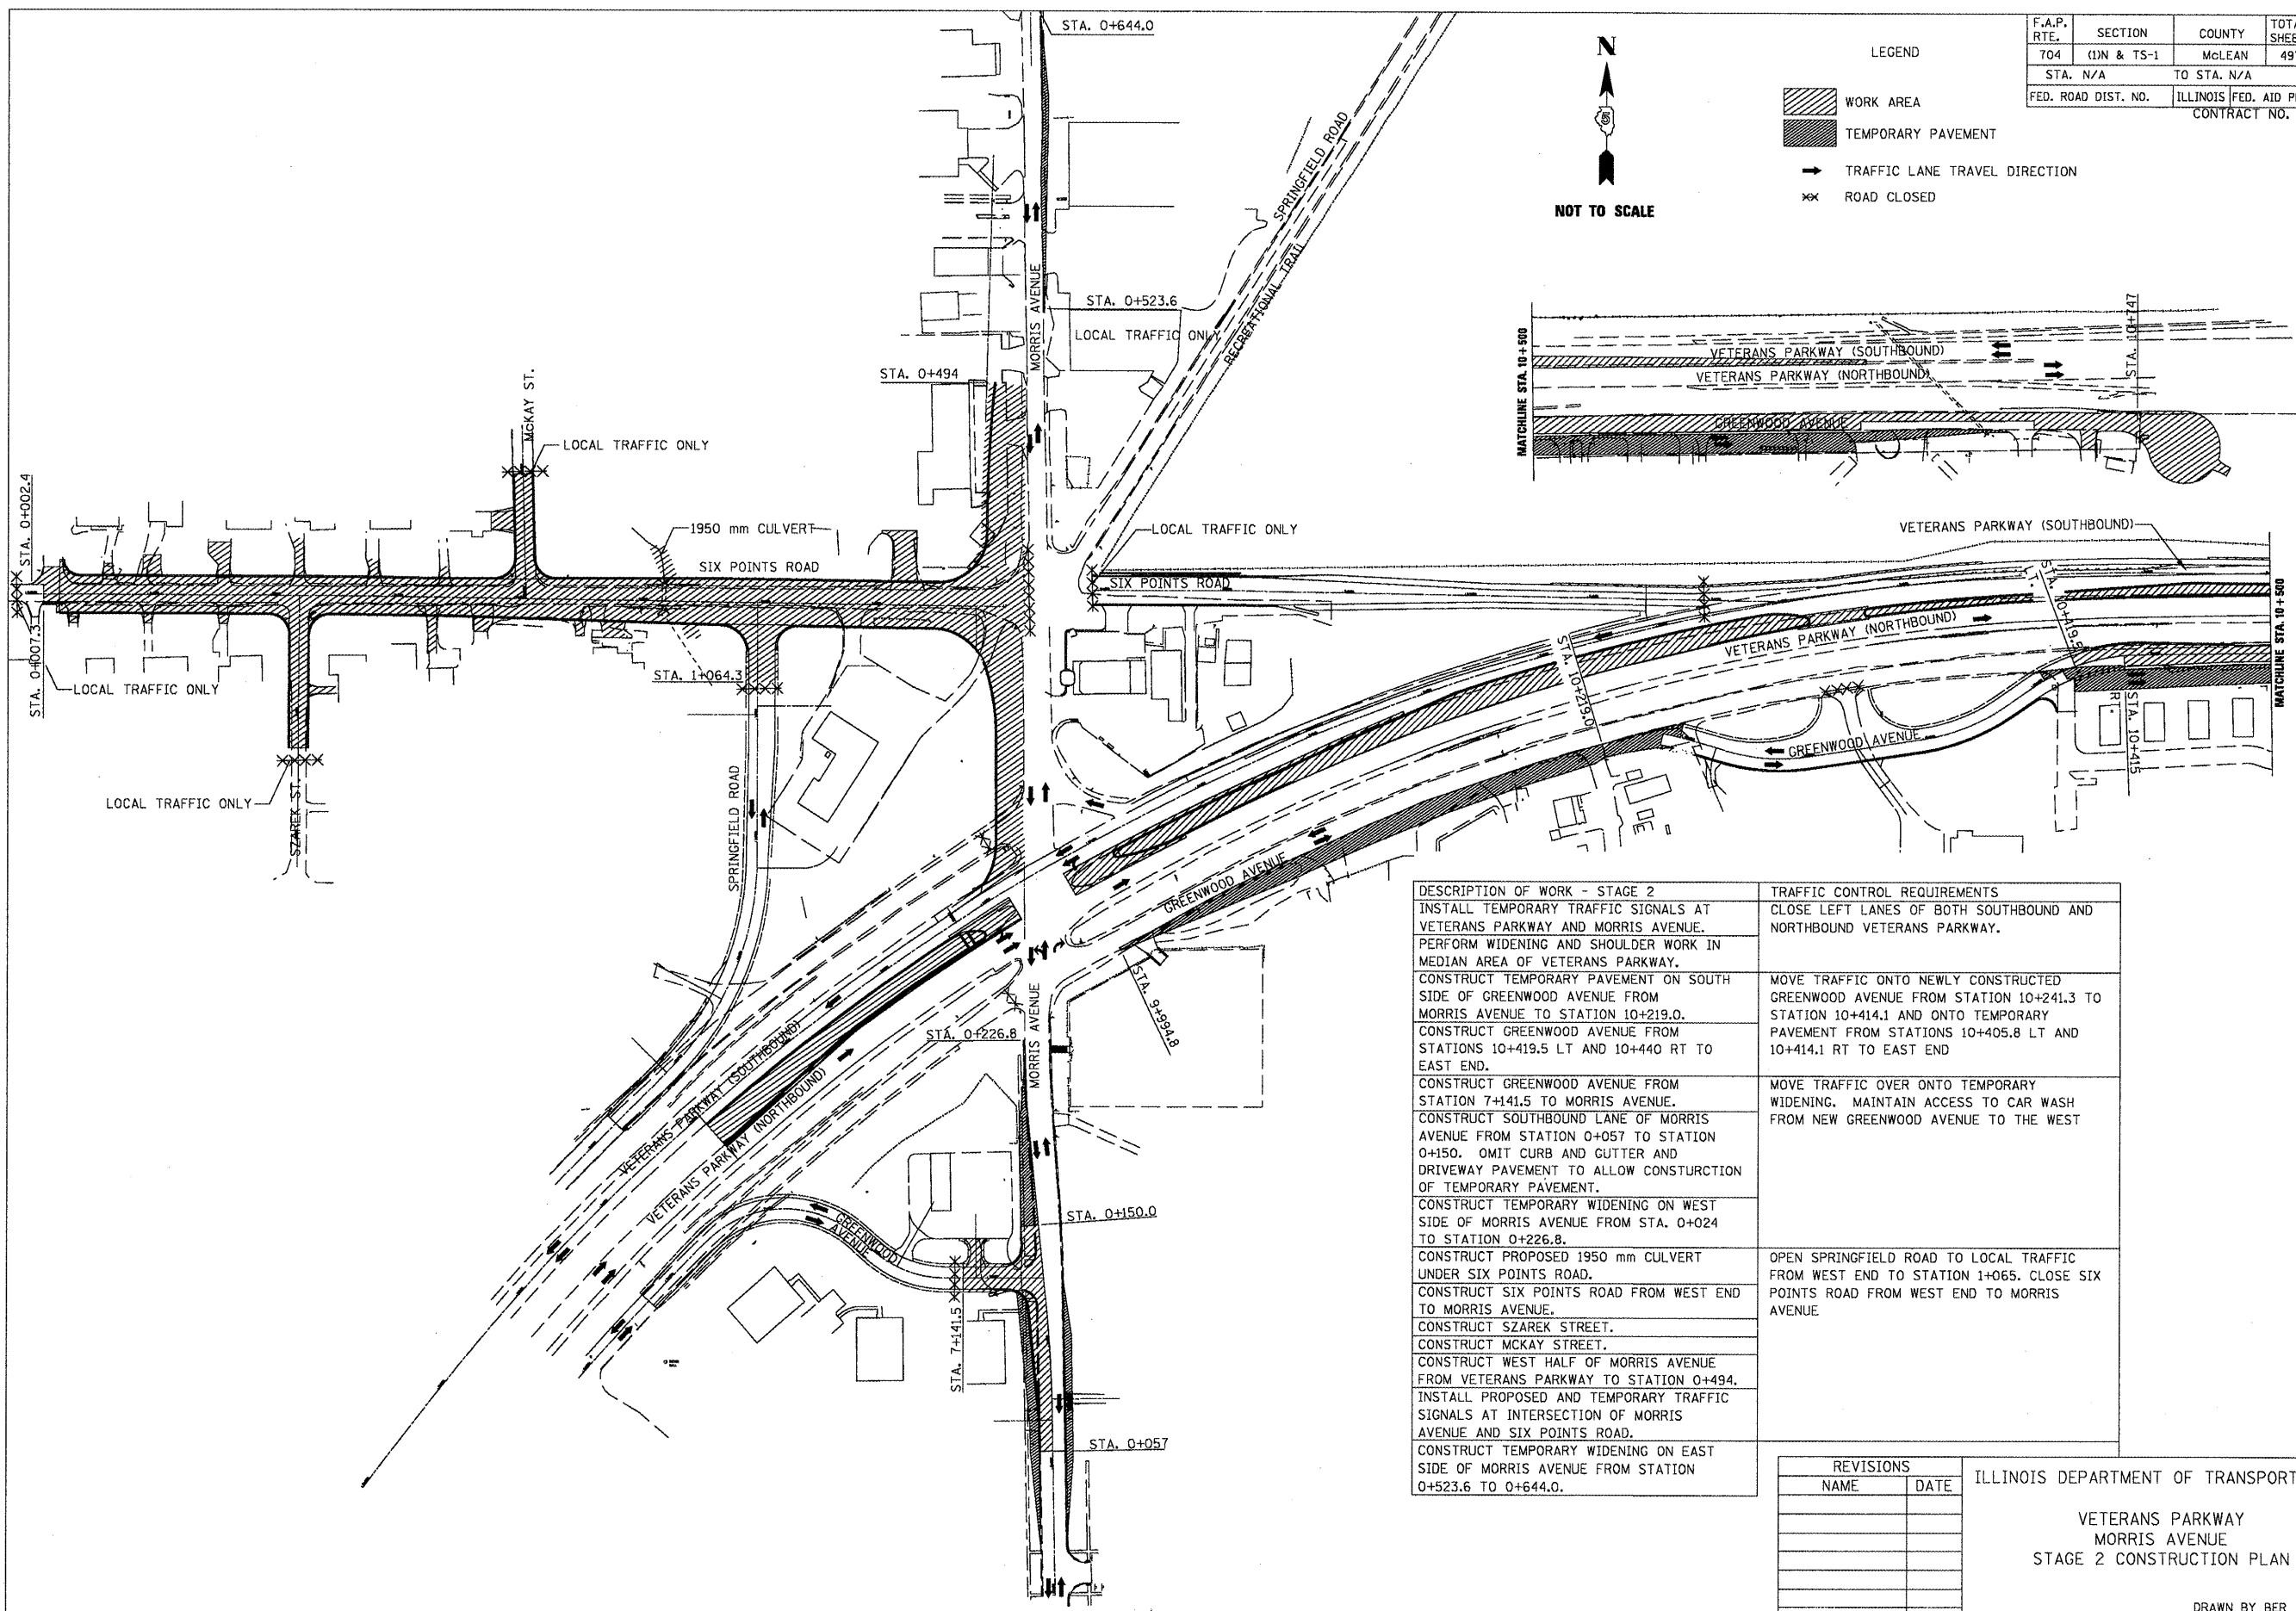 STA. 0+644.0
N
5
NOT TO SCALE
LEGEND
WORK AREA
TEMPORARY PAVEMENT
TRAFFIC LANE TRAVEL DIRECTION
ROAD CLOSED
F.A.P. RTE.
SECTION
COUNTY
704
(1)N & TS-1
McLEAN
STA. N/A
TO STA. N/A
FED. ROAD DIST. NO.
ILLINOIS
FED. AID
CONTRACT NO.
SPRINGFIELD ROAD
RECREATIONAL TRAIL
MORRIS AVENUE
STA. 0+523.6
LOCAL TRAFFIC ONLY
STA. 0+494
MATCHLINE STA. 10+500
VETERANS PARKWAY (SOUTHBOUND)
VETERANS PARKWAY (NORTHBOUND)
GREENWOOD AVENUE
STA. 10+747
McKAY ST.
LOCAL TRAFFIC ONLY
STA. 0+002.4
1950 mm CULVERT
SIX POINTS ROAD
LOCAL TRAFFIC ONLY
SIX POINTS ROAD
VETERANS PARKWAY (SOUTHBOUND)
STA. 0+007.3
LOCAL TRAFFIC ONLY
STA. 1+064.3
STA. 10+219.0
VETERANS PARKWAY (NORTHBOUND)
LT
MATCHLINE STA. 10+500
GREENWOOD AVENUE
STA. 10+415
RT
LOCAL TRAFFIC ONLY
SZAREK ST.
SPRINGFIELD ROAD
GREENWOOD AVENUE
STA. 9+994.8
STA. 0+226.8
MORRIS AVENUE
VETERANS PARKWAY (SOUTHBOUND)
VETERANS PARKWAY (NORTHBOUND)
GREENWOOD
AVENUE
STA. 0+150.0
STA. 7+141.5
STA. 0+057
DESCRIPTION OF WORK - STAGE 2
INSTALL TEMPORARY TRAFFIC SIGNALS AT
VETERANS PARKWAY AND MORRIS AVENUE.
PERFORM WIDENING AND SHOULDER WORK IN
MEDIAN AREA OF VETERANS PARKWAY.
CONSTRUCT TEMPORARY PAVEMENT ON SOUTH
SIDE OF GREENWOOD AVENUE FROM
MORRIS AVENUE TO STATION 10+219.0.
CONSTRUCT GREENWOOD AVENUE FROM
STATIONS 10+419.5 LT AND 10+440 RT TO
EAST END.
CONSTRUCT GREENWOOD AVENUE FROM
STATION 7+141.5 TO MORRIS AVENUE.
CONSTRUCT SOUTHBOUND LANE OF MORRIS
AVENUE FROM STATION 0+057 TO STATION
0+150. OMIT CURB AND GUTTER AND
DRIVEWAY PAVEMENT TO ALLOW CONSTURCTION
OF TEMPORARY PAVEMENT.
CONSTRUCT TEMPORARY WIDENING ON WEST
SIDE OF MORRIS AVENUE FROM STA. 0+024
TO STATION 0+226.8.
CONSTRUCT PROPOSED 1950 mm CULVERT
UNDER SIX POINTS ROAD.
CONSTRUCT SIX POINTS ROAD FROM WEST END
TO MORRIS AVENUE.
CONSTRUCT SZAREK STREET.
CONSTRUCT MCKAY STREET.
CONSTRUCT WEST HALF OF MORRIS AVENUE
FROM VETERANS PARKWAY TO STATION 0+494.
INSTALL PROPOSED AND TEMPORARY TRAFFIC
SIGNALS AT INTERSECTION OF MORRIS
AVENUE AND SIX POINTS ROAD.
CONSTRUCT TEMPORARY WIDENING ON EAST
SIDE OF MORRIS AVENUE FROM STATION
0+523.6 TO 0+644.0.
TRAFFIC CONTROL REQUIREMENTS
CLOSE LEFT LANES OF BOTH SOUTHBOUND AND
NORTHBOUND VETERANS PARKWAY.
MOVE TRAFFIC ONTO NEWLY CONSTRUCTED
GREENWOOD AVENUE FROM STATION 10+241.3 TO
STATION 10+414.1 AND ONTO TEMPORARY
PAVEMENT FROM STATIONS 10+405.8 LT AND
10+414.1 RT TO EAST END
MOVE TRAFFIC OVER ONTO TEMPORARY
WIDENING. MAINTAIN ACCESS TO CAR WASH
FROM NEW GREENWOOD AVENUE TO THE WEST
OPEN SPRINGFIELD ROAD TO LOCAL TRAFFIC
FROM WEST END TO STATION 1+065. CLOSE SIX
POINTS ROAD FROM WEST END TO MORRIS
AVENUE
REVISIONS
NAME
DATE
ILLINOIS DEPARTMENT OF TRANSPORT
VETERANS PARKWAY
MORRIS AVENUE
STAGE 2 CONSTRUCTION PLAN
DRAWN BY BER